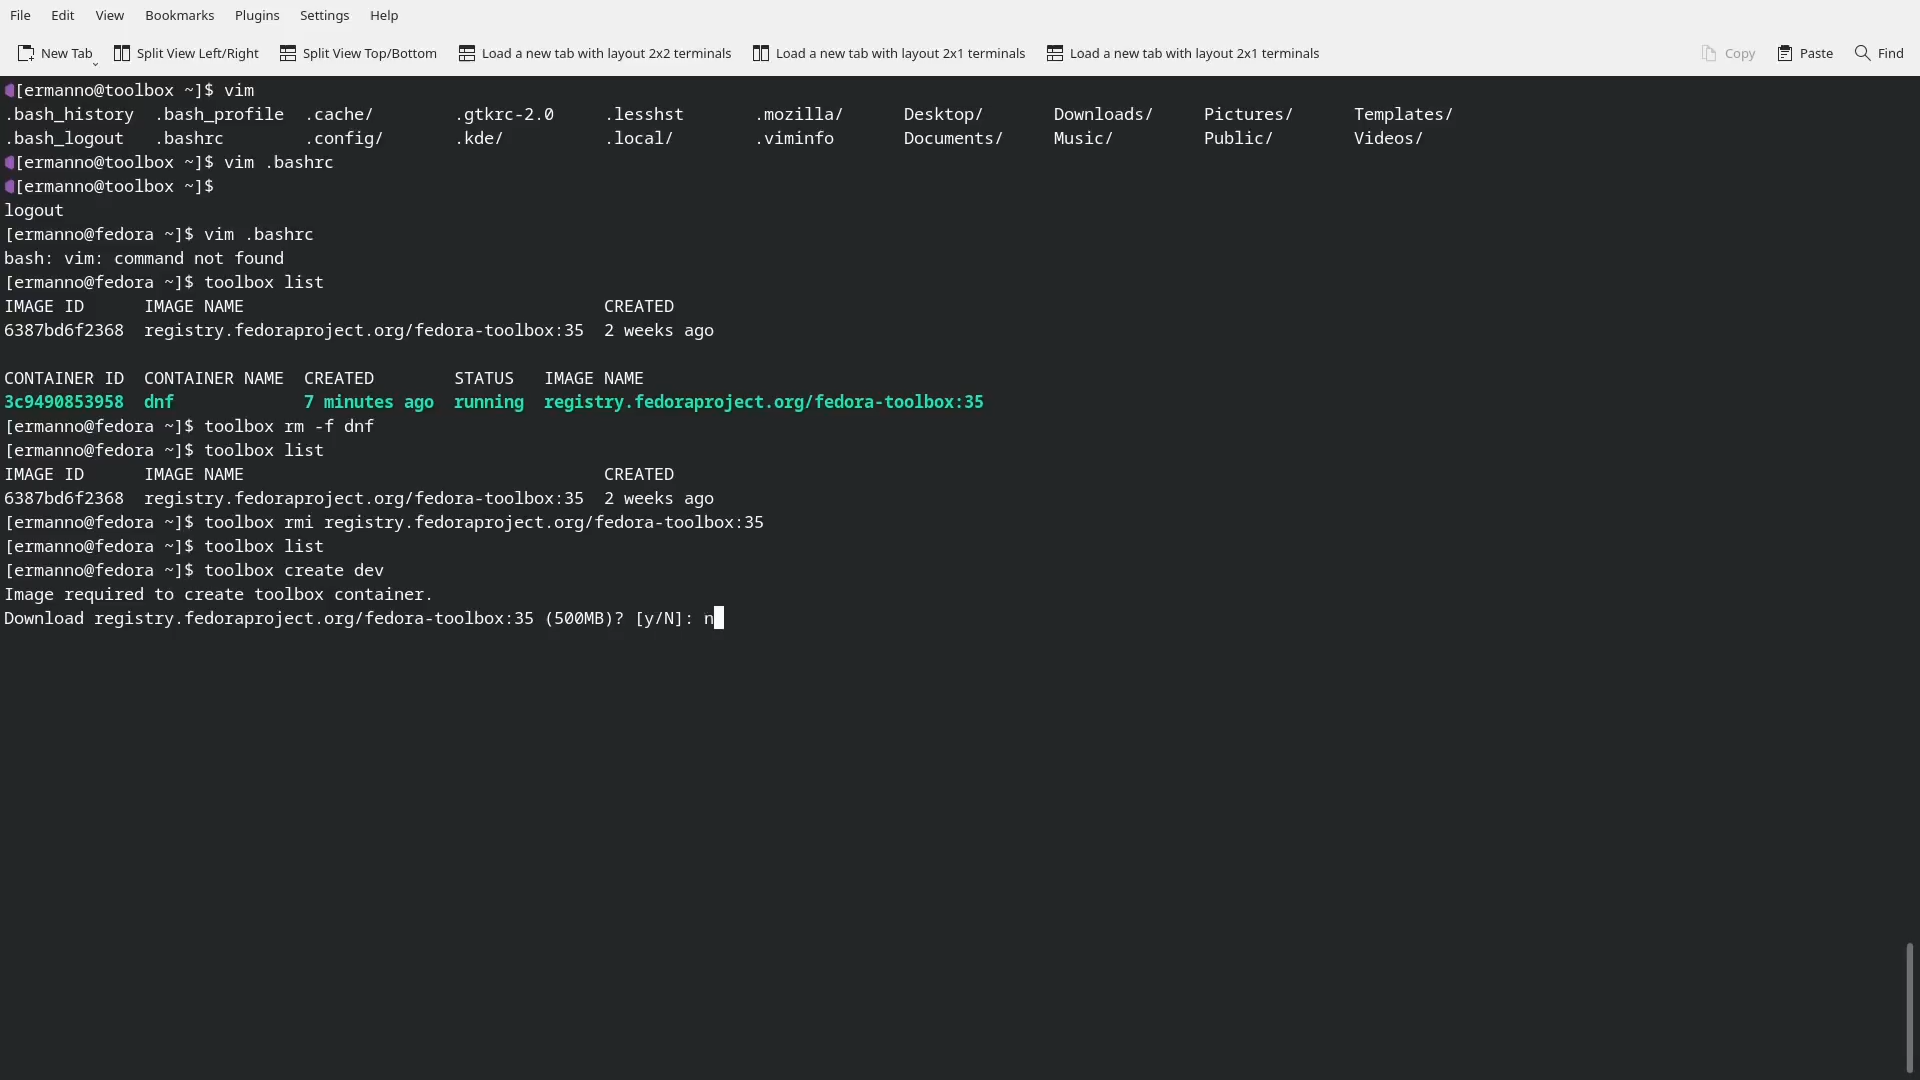 File Edit View Bookmarks Plugins Settings Help
New Tab Split View Left/Right Split View Top/Bottom Load a new tab with layout 2x2 terminals Load a new tab with layout 2x1 terminals Load a new tab with layout 2x1 terminals Copy Paste Find
[ermanno@toolbox ~]$ vim
.bash_history .bash_profile .cache/ .gtkrc-2.0 .lesshst .mozilla/ Desktop/ Downloads/ Pictures/ Templates/
.bash_logout .bashrc .config/ .kde/ .local/ .viminfo Documents/ Music/ Public/ Videos/
[ermanno@toolbox ~]$ vim .bashrc
[ermanno@toolbox ~]$
logout
[ermanno@fedora ~]$ vim .bashrc
bash: vim: command not found
[ermanno@fedora ~]$ toolbox list
IMAGE ID IMAGE NAME CREATED
6387bd6f2368 registry.fedoraproject.org/fedora-toolbox:35 2 weeks ago
CONTAINER ID CONTAINER NAME CREATED STATUS IMAGE NAME
3c9490853958 dnf 7 minutes ago running registry.fedoraproject.org/fedora-toolbox:35
[ermanno@fedora ~]$ toolbox rm -f dnf
[ermanno@fedora ~]$ toolbox list
IMAGE ID IMAGE NAME CREATED
6387bd6f2368 registry.fedoraproject.org/fedora-toolbox:35 2 weeks ago
[ermanno@fedora ~]$ toolbox rmi registry.fedoraproject.org/fedora-toolbox:35
[ermanno@fedora ~]$ toolbox list
[ermanno@fedora ~]$ toolbox create dev
Image required to create toolbox container.
Download registry.fedoraproject.org/fedora-toolbox:35 (500MB)? [y/N]: n